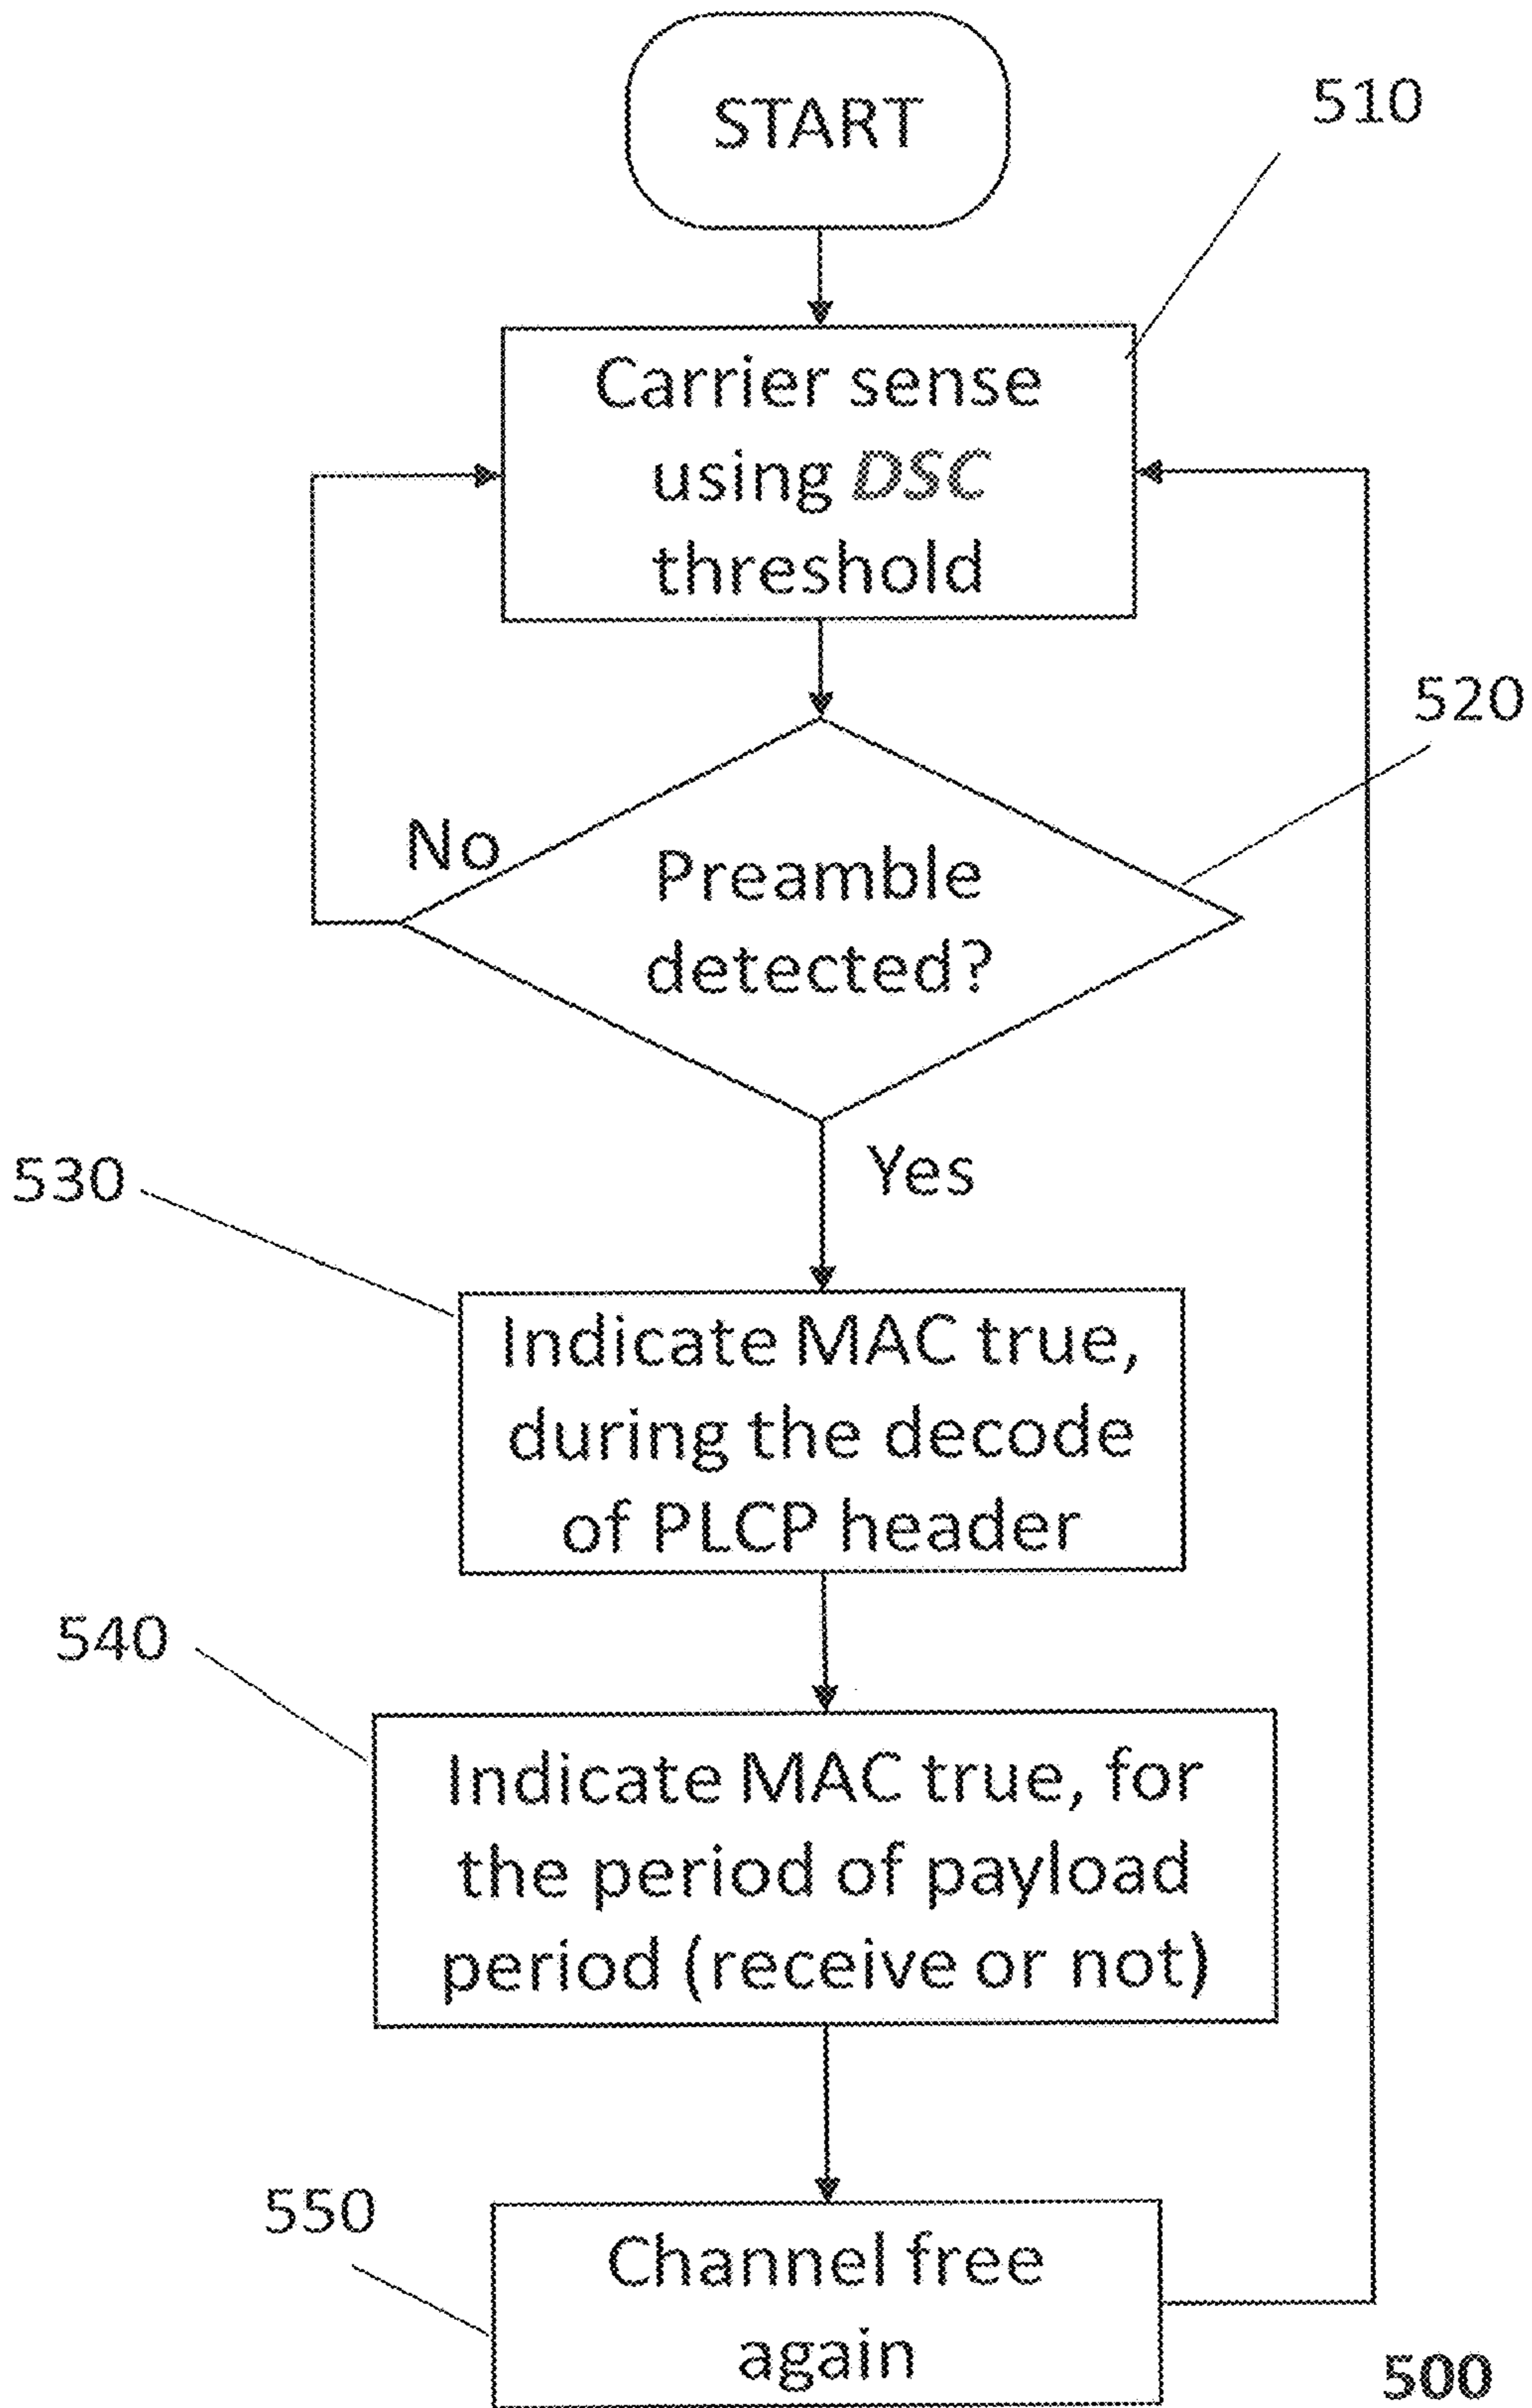 START
510
Carrier sense
using DSC
threshold
520
No
Preamble
detected?
Yes
530
Indicate MAC true,
during the decode
of PLCP header
540
Indicate MAC true, for
the period of payload
period (receive or not)
550
Channel free
again
500